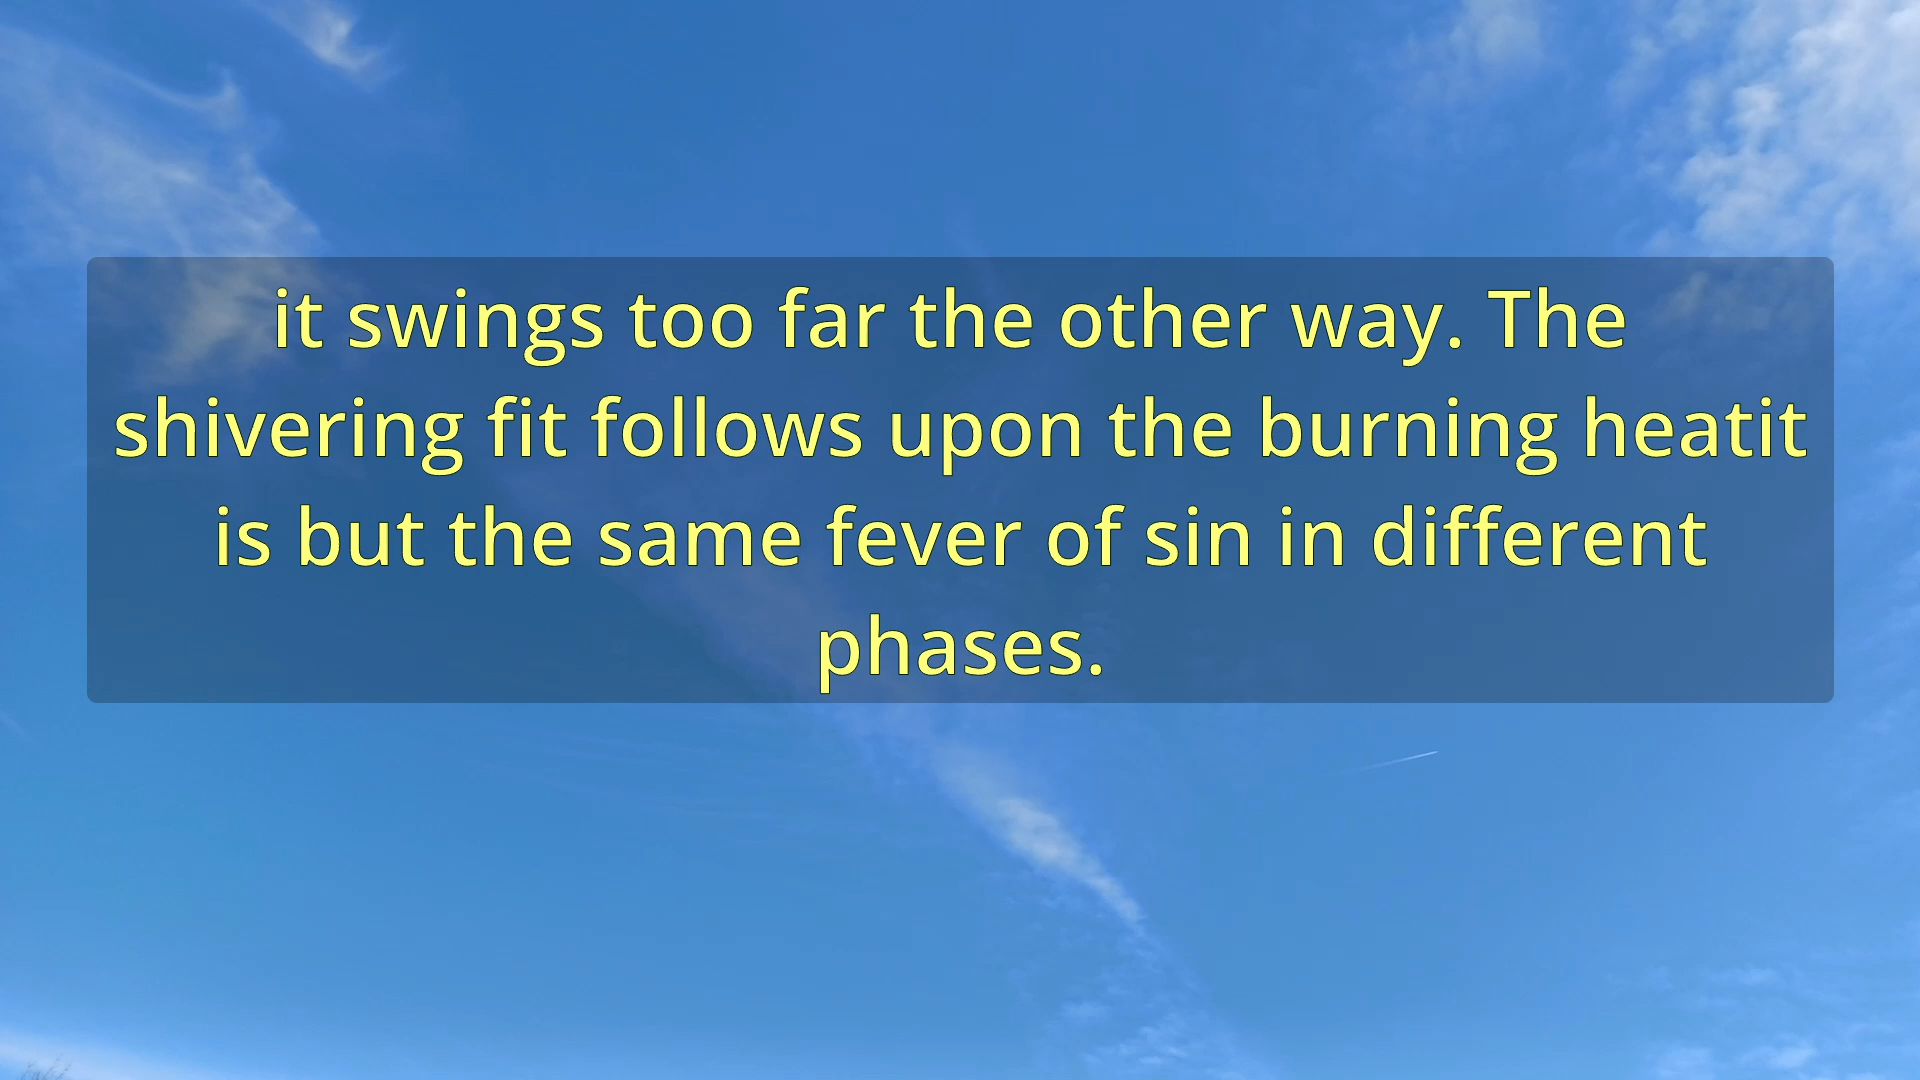 it swings too far the other way. The
shivering fit follows upon the burning heatit
is but the same fever of sin in different
phases.